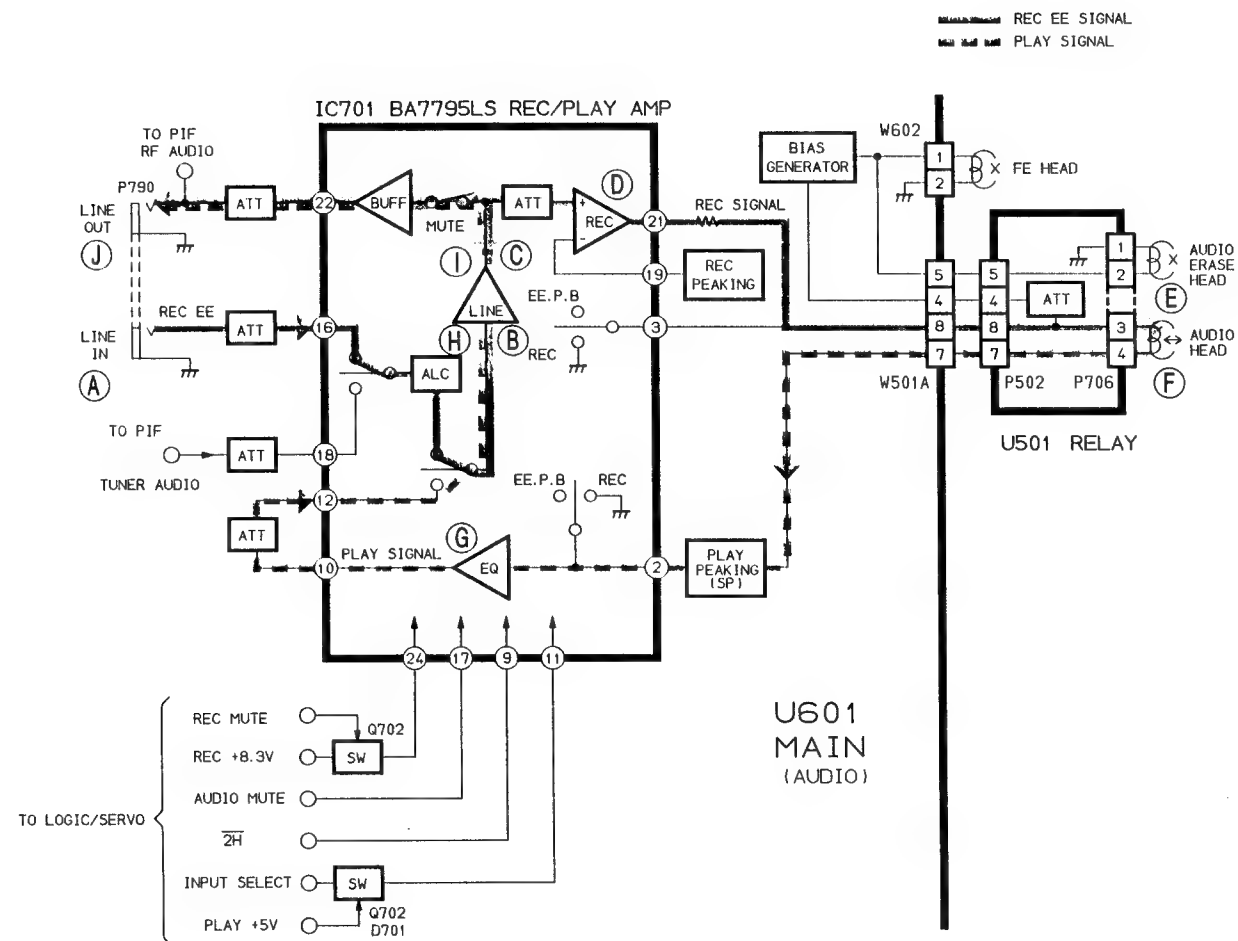 REC EE SIGNAL
PLAY SIGNAL
IC701 BA7795LS REC/PLAY AMP
TO PIF
RF AUDIO
P790
LINE
OUT
J
ATT
22
BUFF
MUTE
ATT
D
+
REC
-
21
REC SIGNAL
19
REC
PEAKING
BIAS
GENERATOR
W602
1
2
FE HEAD
I
C
LINE
H
B
EE.P.B
REC
3
REC EE
LINE
IN
A
ATT
16
ALC
TO PIF
TUNER AUDIO
ATT
18
12
ATT
10
PLAY SIGNAL
G
EQ
EE.P.B
REC
2
PLAY
PEAKING
(SP)
5
4
8
7
W501A
5
4
8
7
P502
ATT
1
2
3
4
P706
AUDIO
ERASE
HEAD
E
AUDIO
HEAD
F
U501 RELAY
24
17
9
11
TO LOGIC/SERVO
REC MUTE
Q702
REC +8.3V
SW
AUDIO MUTE
2H
INPUT SELECT
SW
PLAY +5V
Q702
D701
U601
MAIN
(AUDIO)